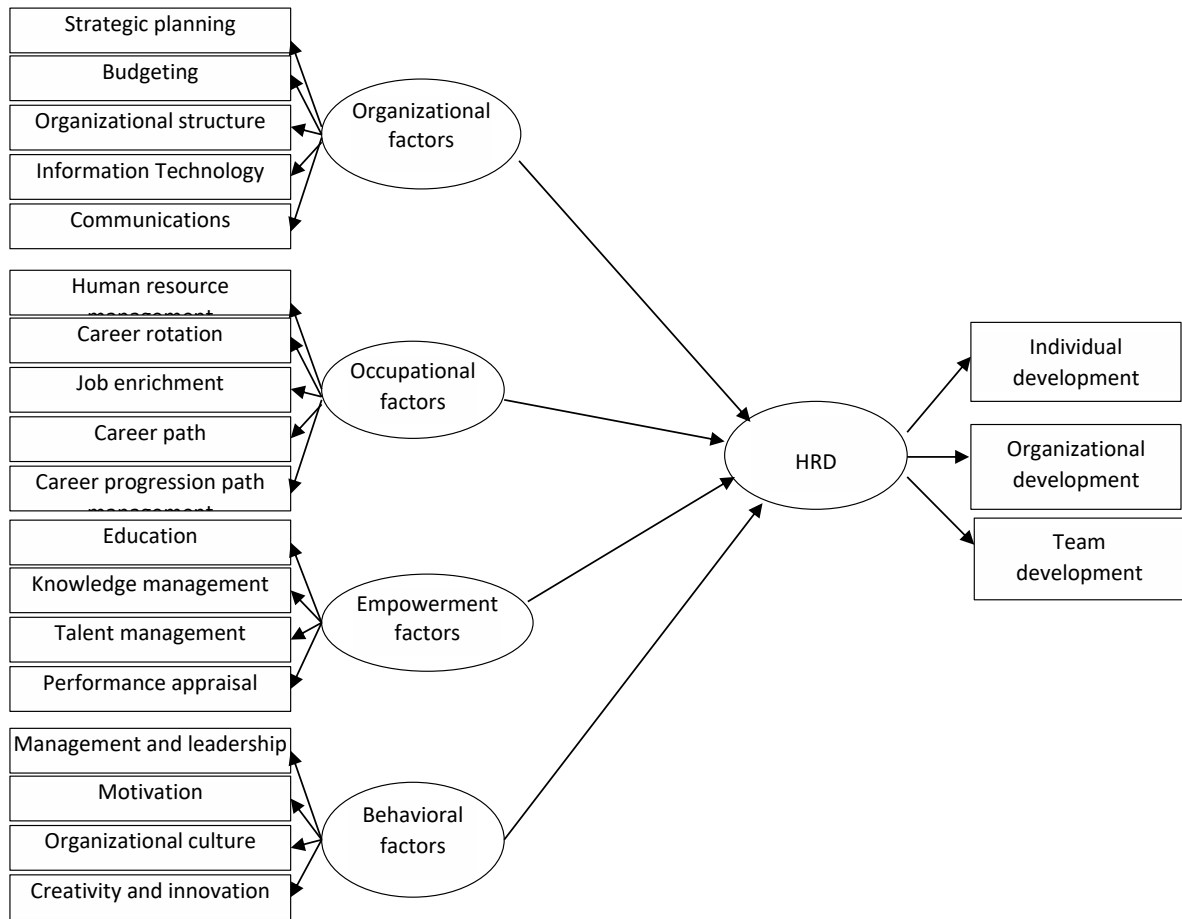 Strategic planning
Budgeting
Organizational structure
Information Technology
Communications
Organizational
factors
Human resource
management
Career rotation
Job enrichment
Career path
Career progression path
management
Occupational
factors
Education
Knowledge management
Talent management
Performance appraisal
Empowerment
factors
Management and leadership
Motivation
Organizational culture
Creativity and innovation
Behavioral
factors
HRD
Individual
development
Organizational
development
Team
development